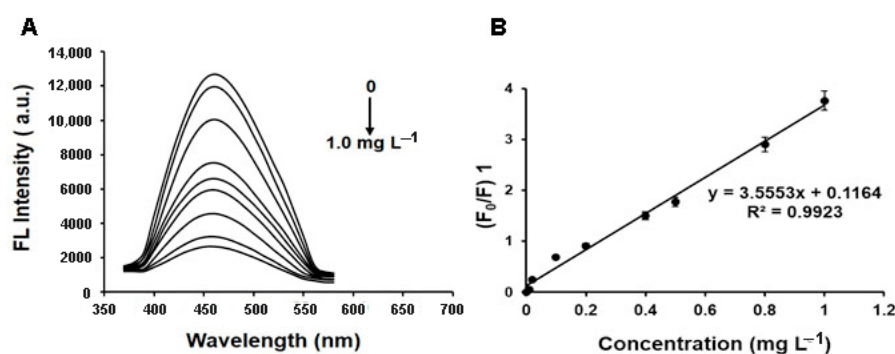 A
FL Intensity ( a.u.)
14,000
12,000
10,000
8000
6000
4000
2000
0
350 400 450 500 550 600 650 700
Wavelength (nm)
0
1.0 mg L⁻¹
B
(F₀/F) 1
4
3
2
1
0
0 0.2 0.4 0.6 0.8 1 1.2
Concentration (mg L⁻¹)
y = 3.5553x + 0.1164
R² = 0.9923